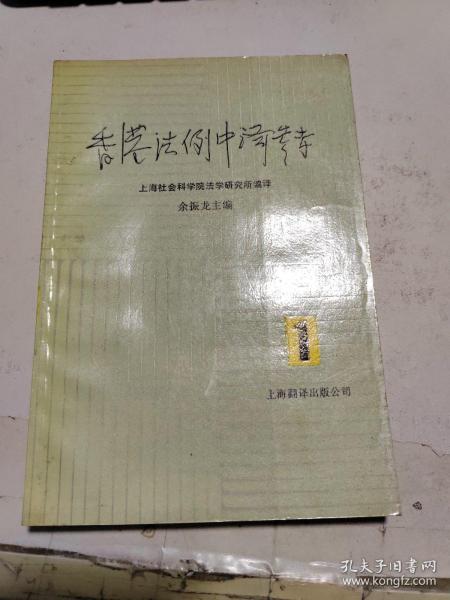 香港法例中译参考
上海社会科学院法学研究所编译
余振龙主编
1
上海翻译出版公司
孔夫子旧书网
www.kongfz.com